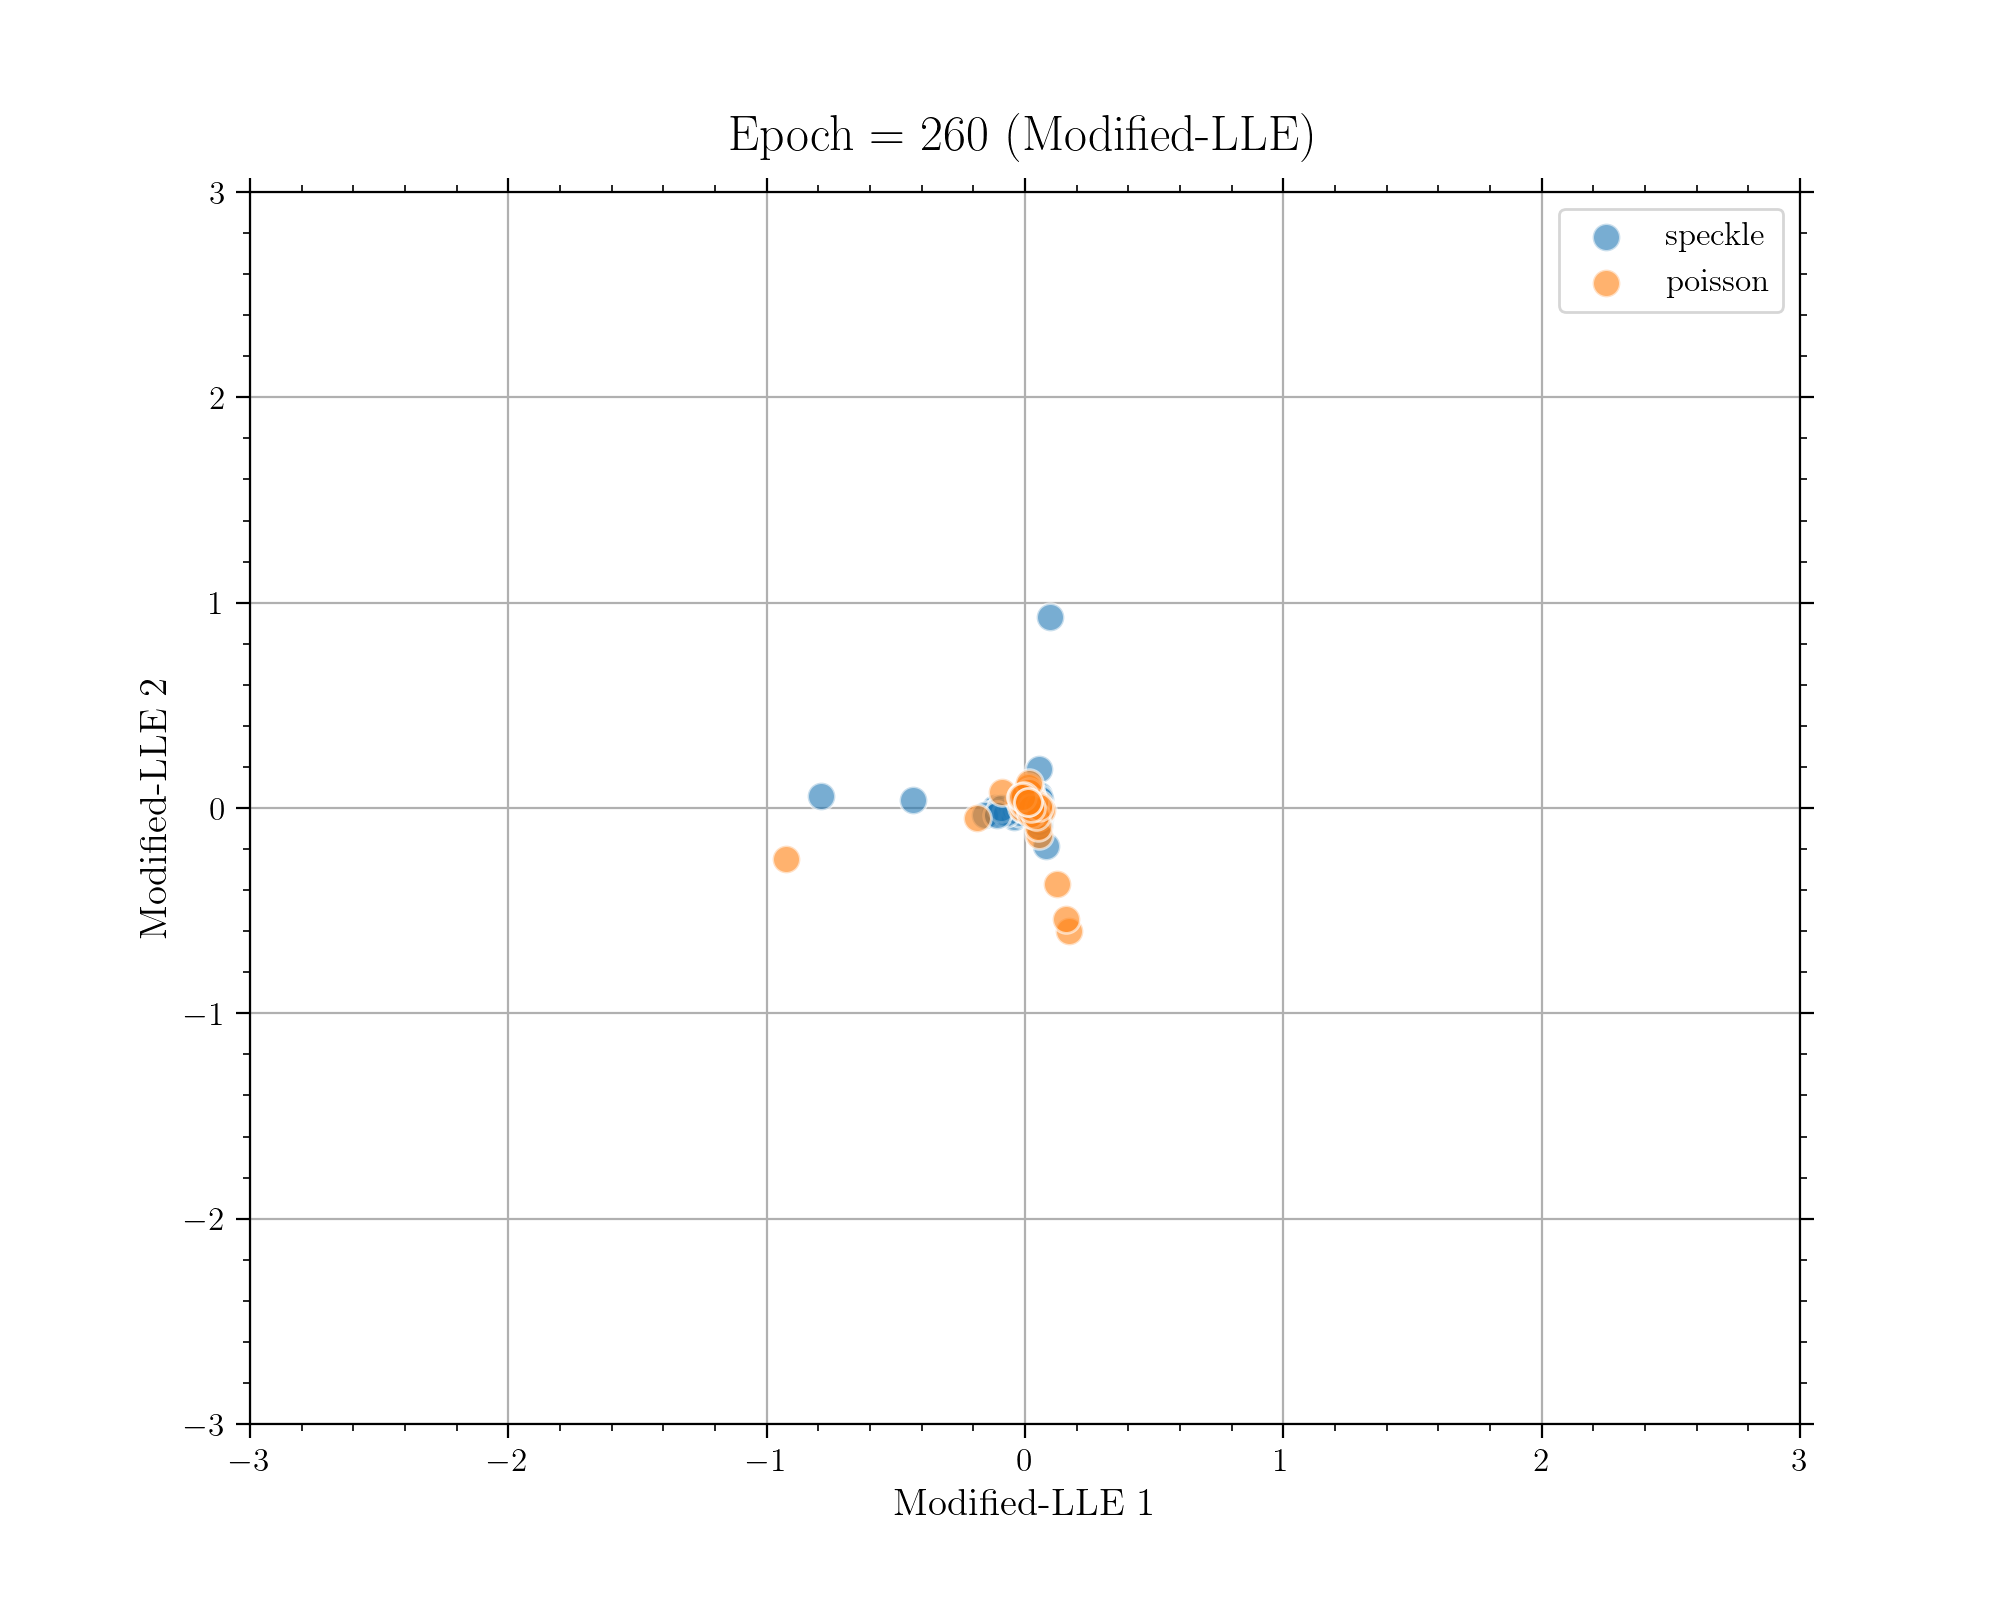 Epoch = 260 (Modified-LLE)
speckle
poisson
3
2
1
0
−1
−2
−3
Modified-LLE 2
−3 −2 −1 0 1 2 3
Modified-LLE 1